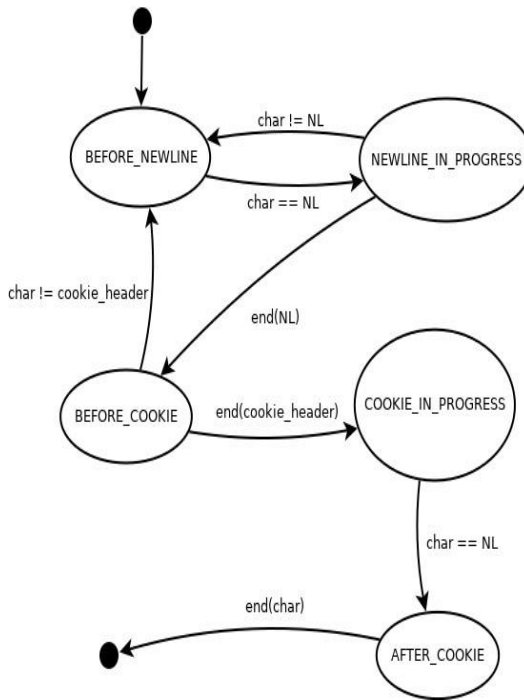 char != NL
BEFORE_NEWLINE
NEWLINE_IN_PROGRESS
char == NL
char != cookie_header
end(NL)
COOKIE_IN_PROGRESS
BEFORE_COOKIE
end(cookie_header)
char == NL
end(char)
AFTER_COOKIE